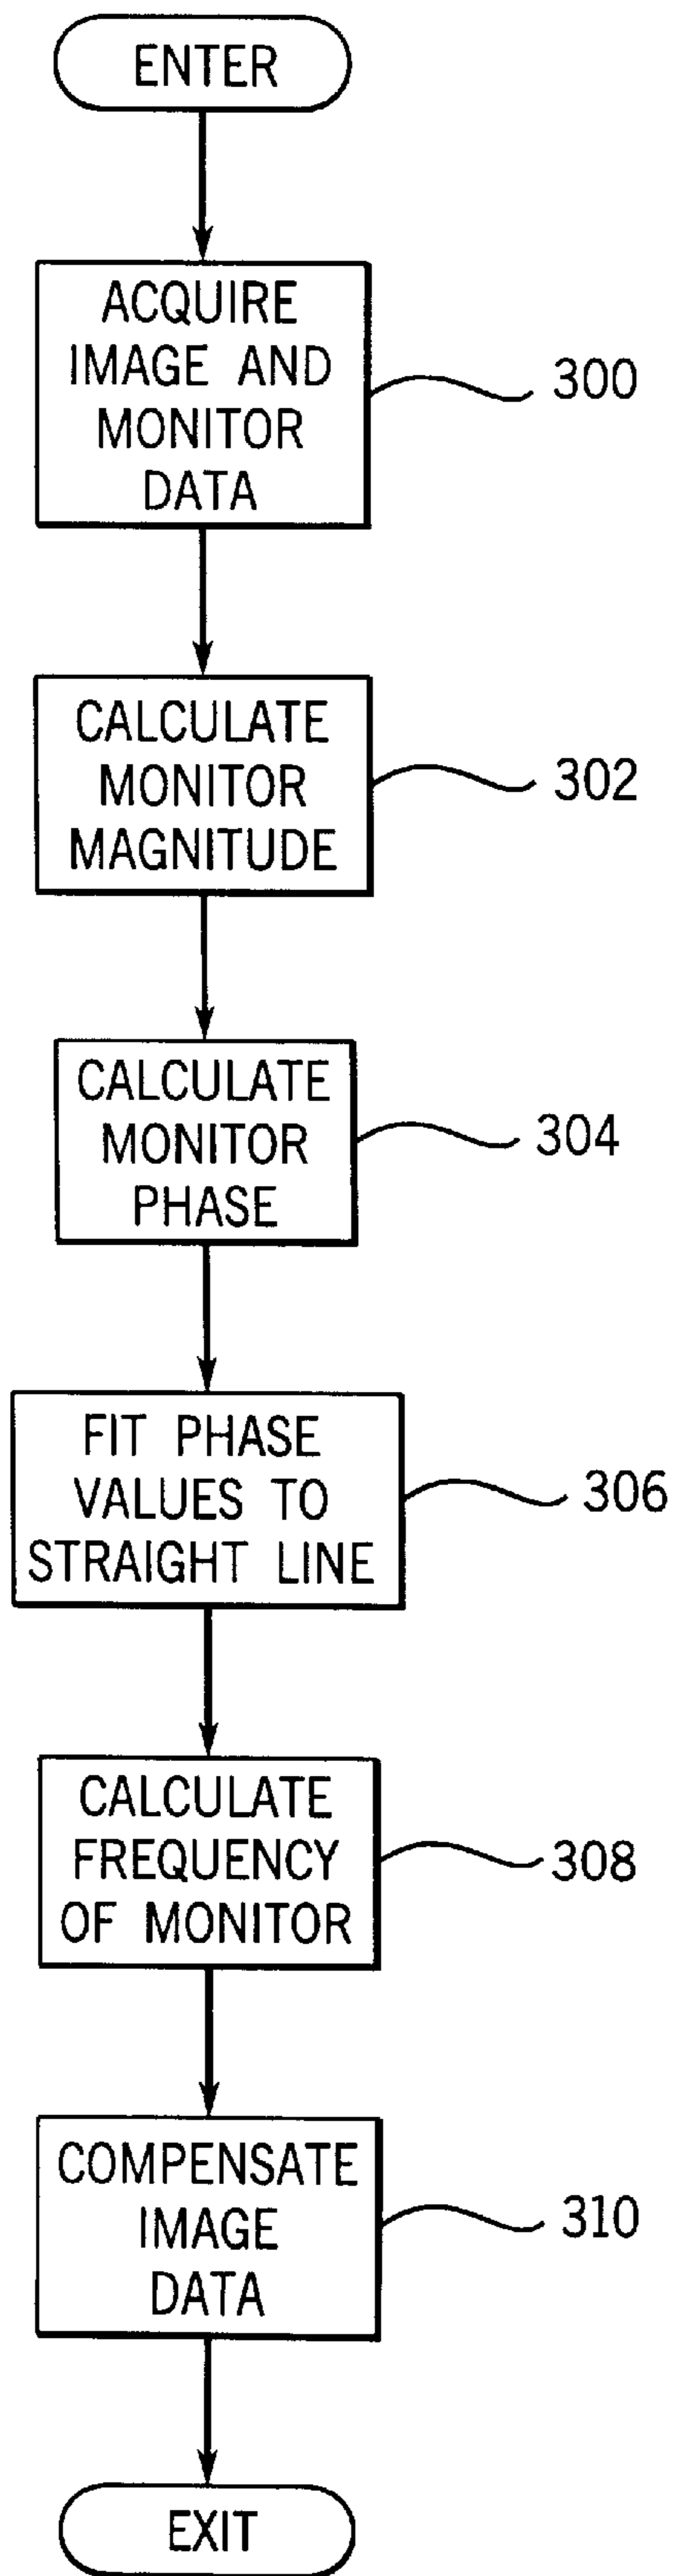 ENTER
ACQUIRE
IMAGE AND
MONITOR
DATA
300
CALCULATE
MONITOR
MAGNITUDE
302
CALCULATE
MONITOR
PHASE
304
FIT PHASE
VALUES TO
STRAIGHT LINE
306
CALCULATE
FREQUENCY
OF MONITOR
308
COMPENSATE
IMAGE
DATA
310
EXIT